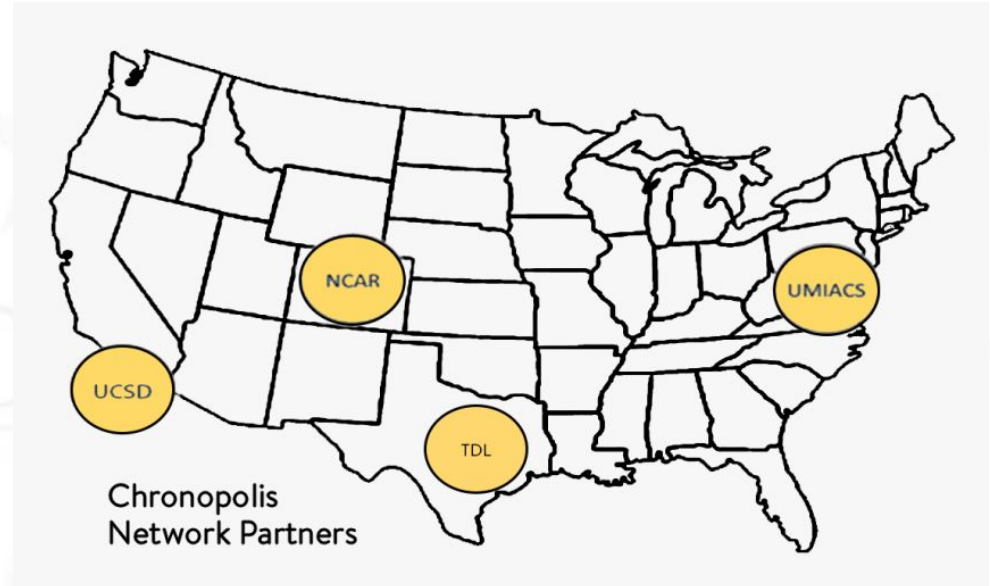 NCAR
UMIACS
UCSD
TDL
Chronopolis
Network Partners